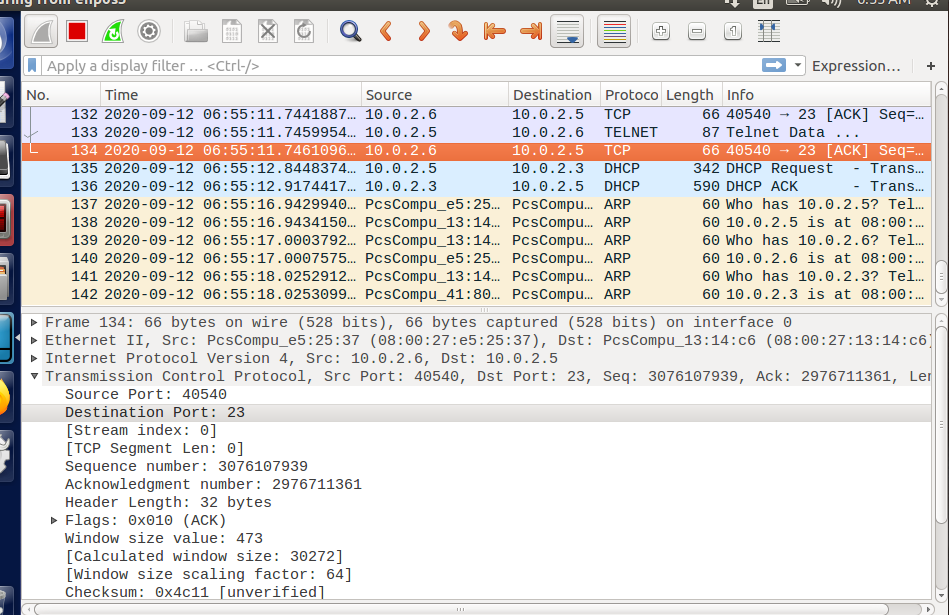 En
Apply a display filter ... <Ctrl-/> Expression... +
No. Time Source Destination Protoco Length Info
132 2020-09-12 06:55:11.7441887... 10.0.2.6 10.0.2.5 TCP 66 40540 → 23 [ACK] Seq=...
133 2020-09-12 06:55:11.7459954... 10.0.2.5 10.0.2.6 TELNET 87 Telnet Data ...
134 2020-09-12 06:55:11.7461096... 10.0.2.6 10.0.2.5 TCP 66 40540 → 23 [ACK] Seq=...
135 2020-09-12 06:55:12.8448374... 10.0.2.5 10.0.2.3 DHCP 342 DHCP Request - Trans...
136 2020-09-12 06:55:12.9174417... 10.0.2.3 10.0.2.5 DHCP 590 DHCP ACK - Trans...
137 2020-09-12 06:55:16.9429940... PcsCompu_e5:25... PcsCompu... ARP 60 Who has 10.0.2.5? Tel...
138 2020-09-12 06:55:16.9434150... PcsCompu_13:14... PcsCompu... ARP 60 10.0.2.5 is at 08:00:...
139 2020-09-12 06:55:17.0003792... PcsCompu_13:14... PcsCompu... ARP 60 Who has 10.0.2.6? Tel...
140 2020-09-12 06:55:17.0007575... PcsCompu_e5:25... PcsCompu... ARP 60 10.0.2.6 is at 08:00:...
141 2020-09-12 06:55:18.0252912... PcsCompu_13:14... PcsCompu... ARP 60 Who has 10.0.2.3? Tel...
142 2020-09-12 06:55:18.0253099... PcsCompu_41:80... PcsCompu... ARP 60 10.0.2.3 is at 08:00:...
Frame 134: 66 bytes on wire (528 bits), 66 bytes captured (528 bits) on interface 0
Ethernet II, Src: PcsCompu_e5:25:37 (08:00:27:e5:25:37), Dst: PcsCompu_13:14:c6 (08:00:27:13:14:c6)
Internet Protocol Version 4, Src: 10.0.2.6, Dst: 10.0.2.5
Transmission Control Protocol, Src Port: 40540, Dst Port: 23, Seq: 3076107939, Ack: 2976711361, Len
Source Port: 40540
Destination Port: 23
[Stream index: 0]
[TCP Segment Len: 0]
Sequence number: 3076107939
Acknowledgment number: 2976711361
Header Length: 32 bytes
Flags: 0x010 (ACK)
Window size value: 473
[Calculated window size: 30272]
[Window size scaling factor: 64]
Checksum: 0x4c11 [unverified]